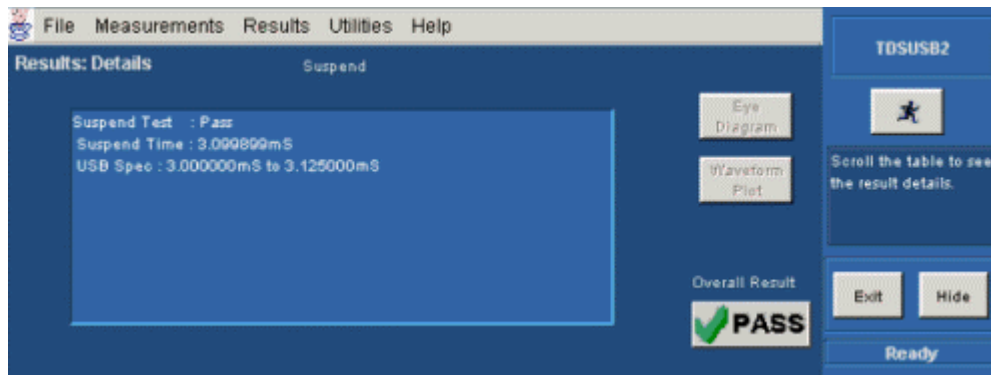 File Measurements Results Utilities Help
TDSUSB2
Results: Details
Suspend
Suspend Test : Pass
Suspend Time : 3.099899mS
USB Spec : 3.000000mS to 3.125000mS
Eye
Diagram
Waveform
Plot
Overall Result
PASS
Scroll the table to see
the result details.
Exit
Hide
Ready